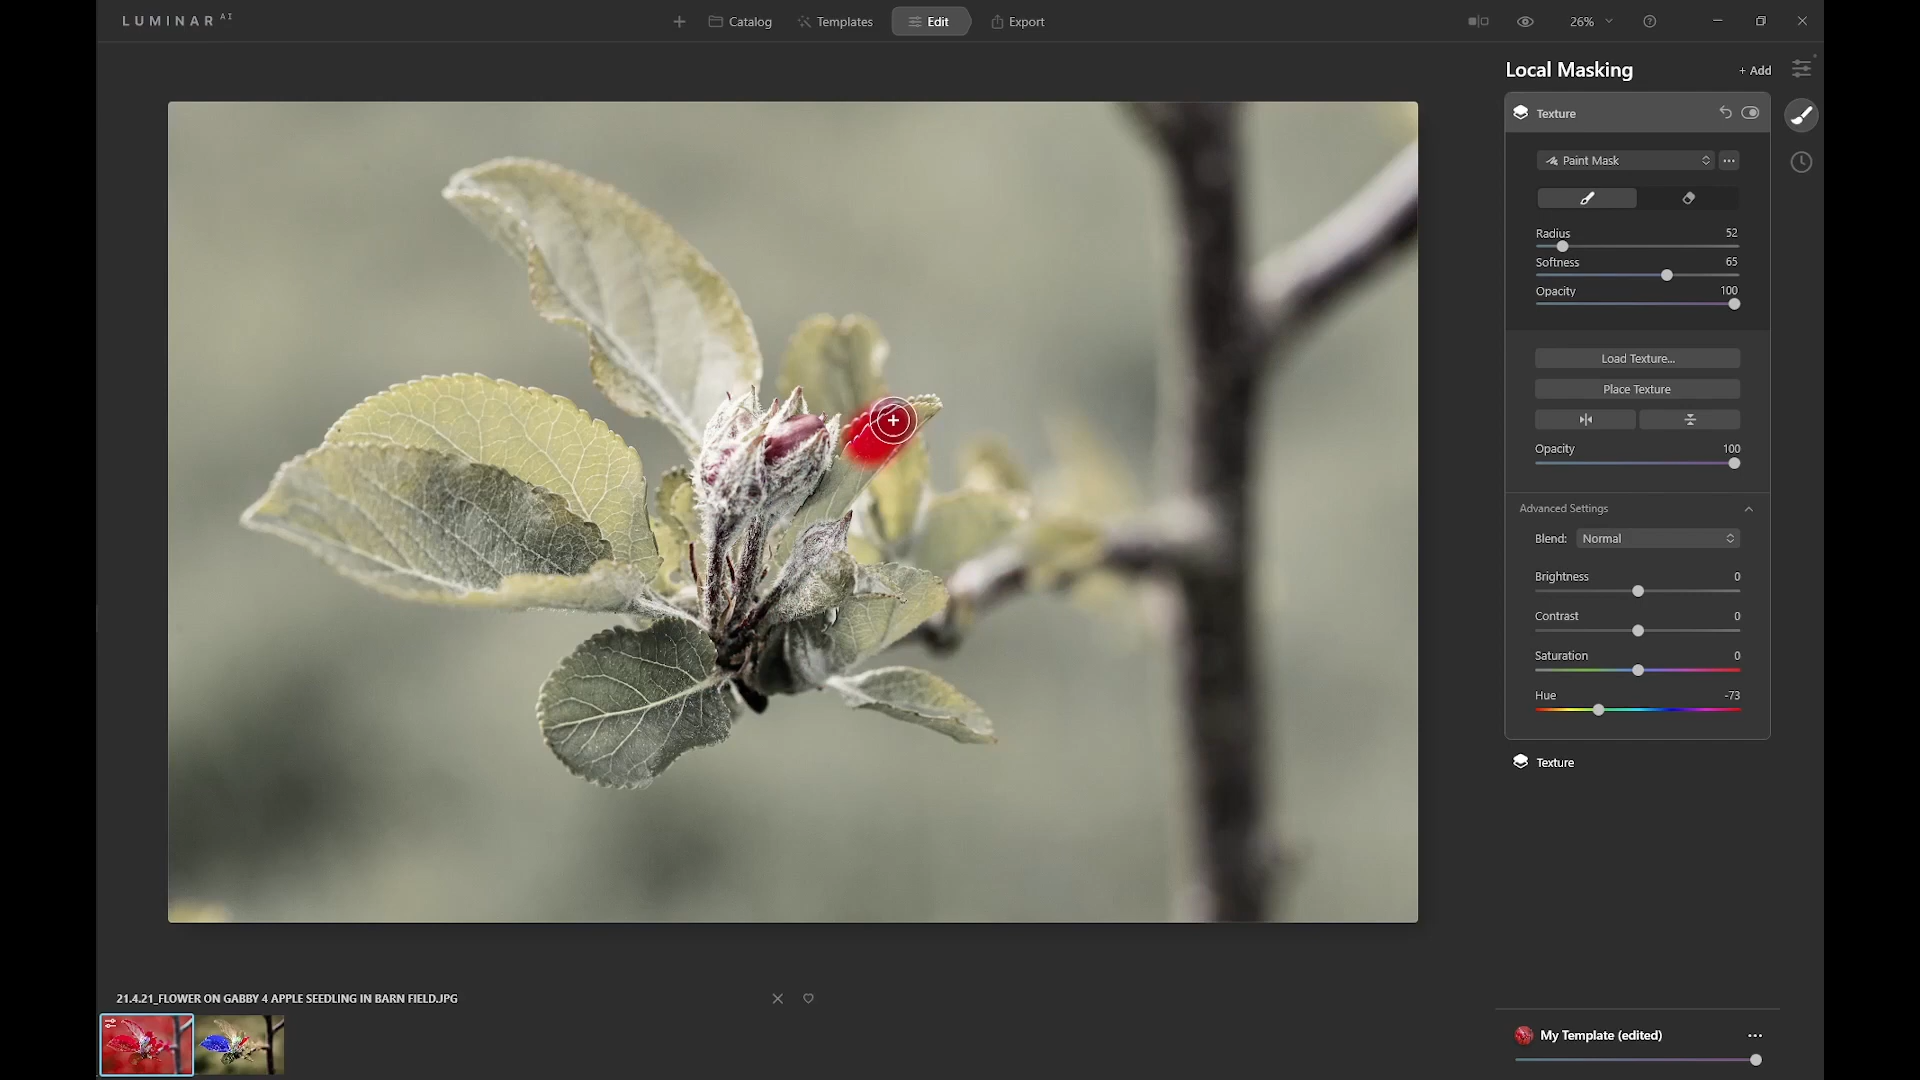 LUMINAR AI
Catalog
Templates
Edit
Export
26%
Local Masking
+ Add
Texture
Paint Mask
Radius 52
Softness 65
Opacity 100
Load Texture...
Place Texture
Opacity 100
Advanced Settings
Blend: Normal
Brightness 0
Contrast 0
Saturation 0
Hue -73
Texture
21.4.21_FLOWER ON GABBY 4 APPLE SEEDLING IN BARN FIELD.JPG
My Template (edited)